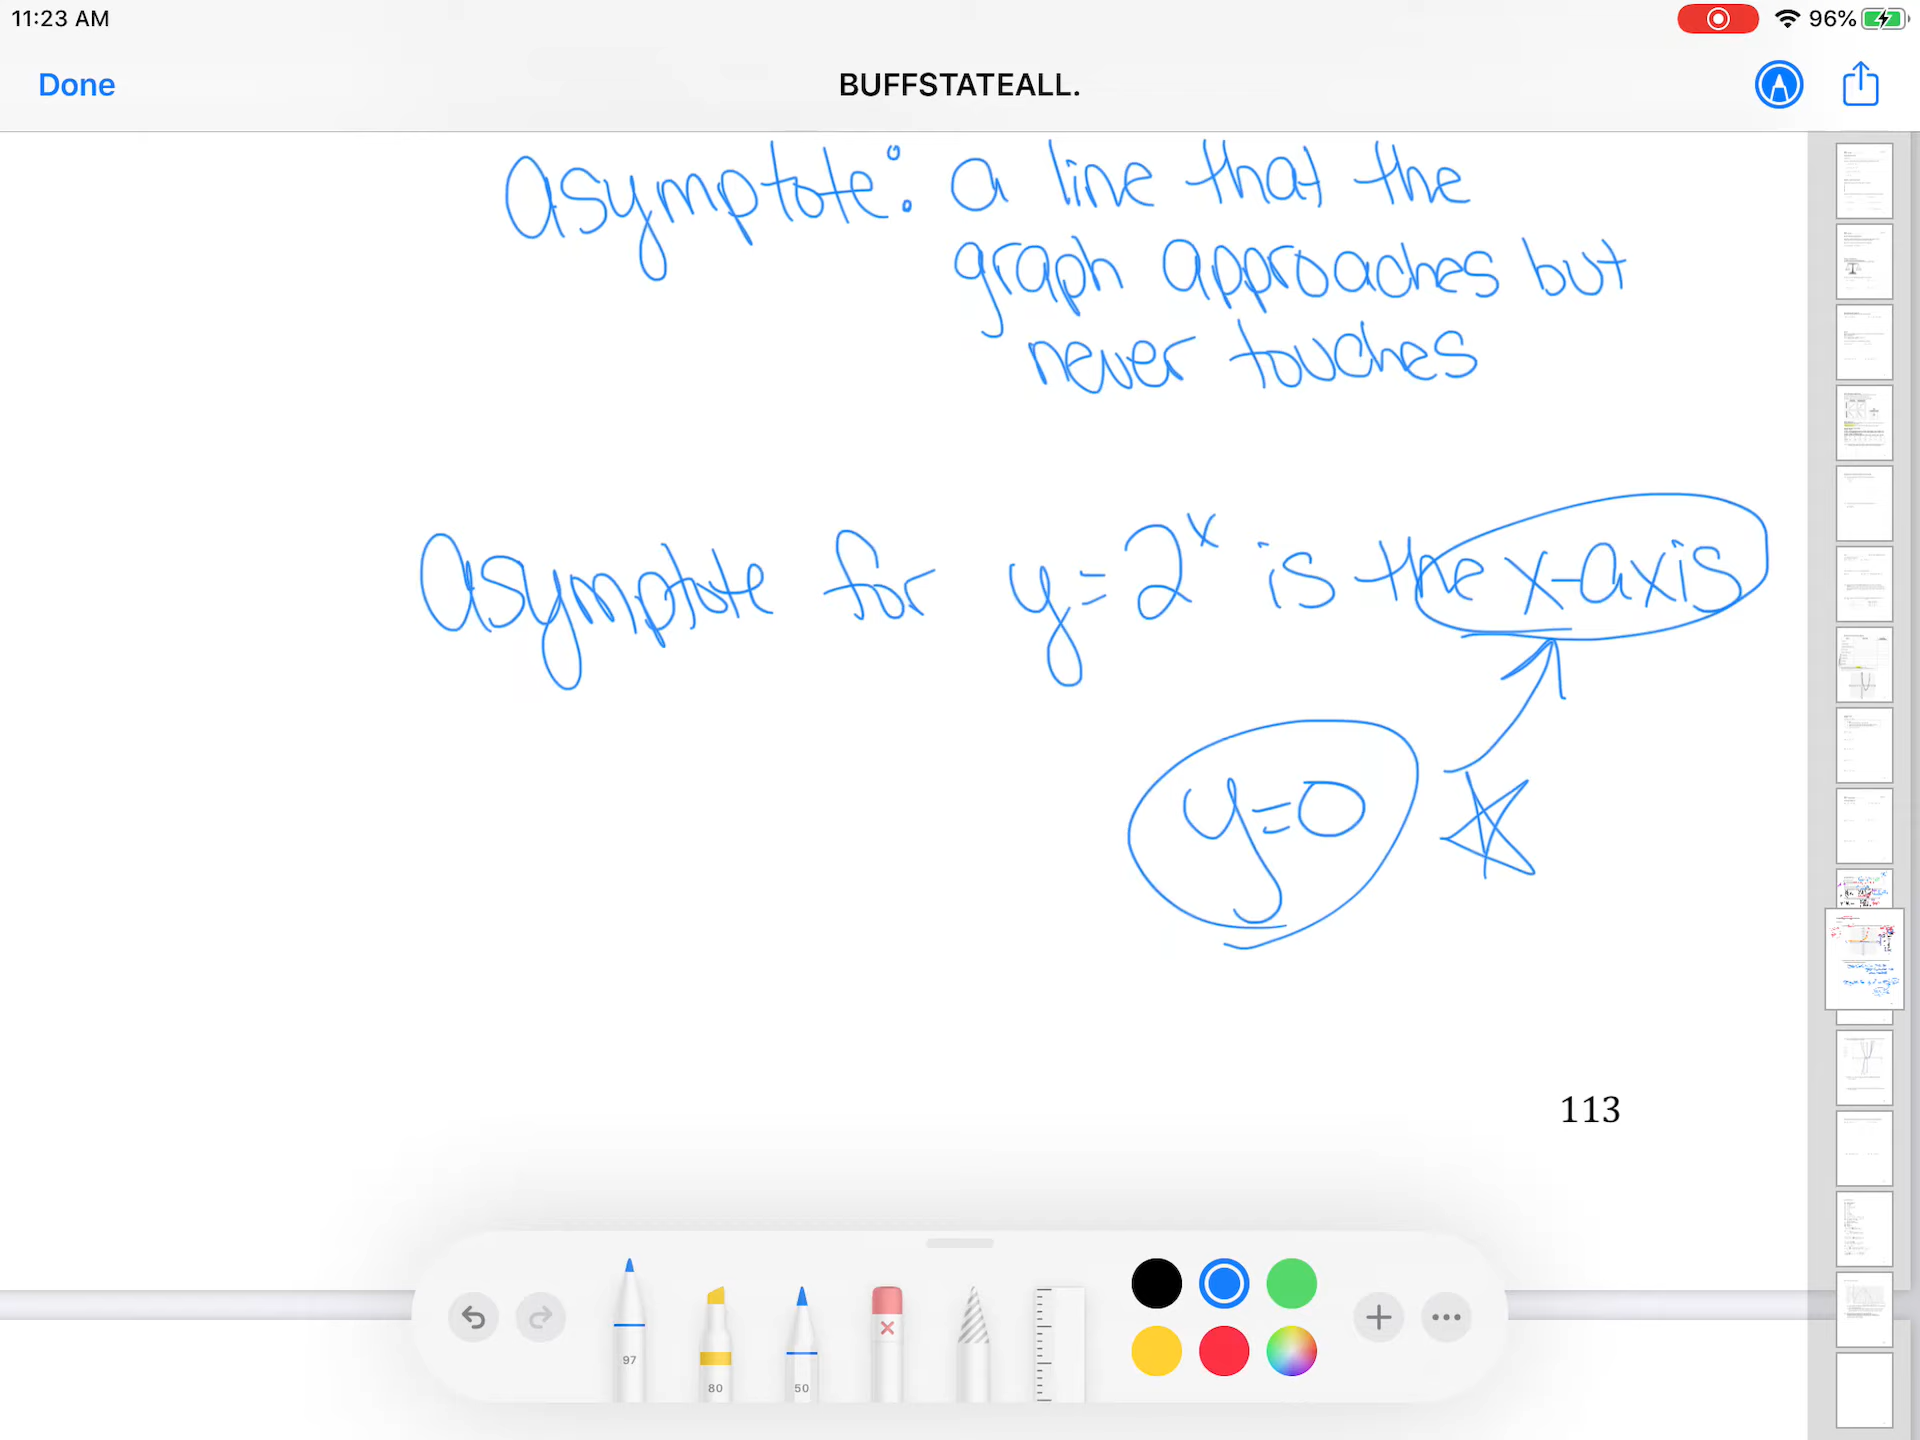 11:23 AM
96%
Done
BUFFSTATEALL.
asymptote: a line that the
graph approaches but
never touches
Asymptote for y=2ˣ is the x-axis
y=0
113
97
80
50